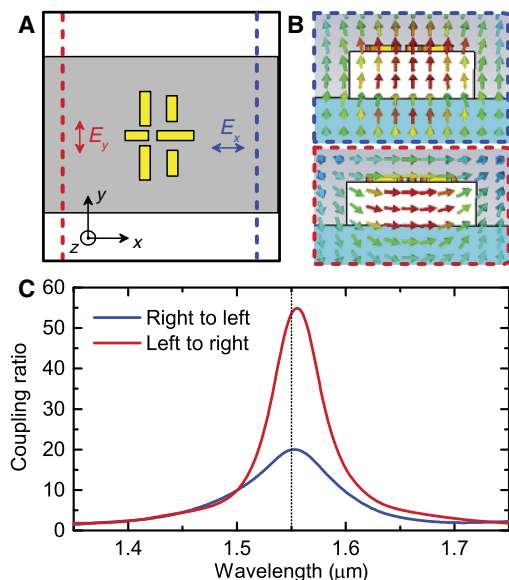 A
B
E_y
E_x
y
z
x
C
60
50
40
30
20
10
0
Coupling ratio
Right to left
Left to right
1.4
1.5
1.6
1.7
Wavelength (μm)